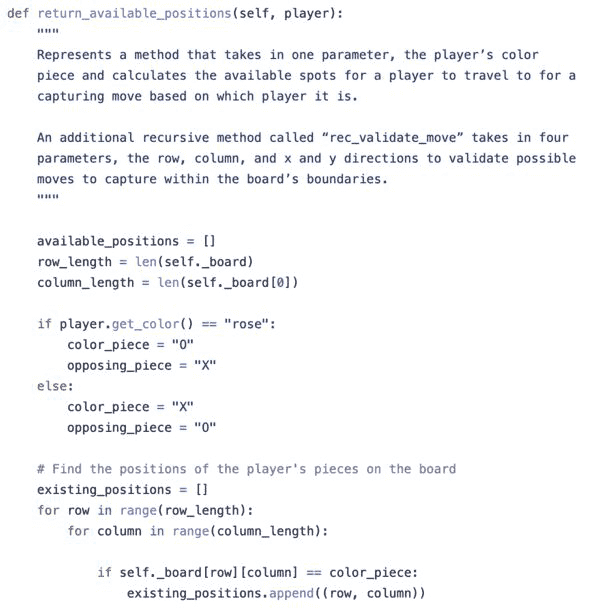 def return_available_positions(self, player):
    """
    Represents a method that takes in one parameter, the player’s color
    piece and calculates the available spots for a player to travel to for a
    capturing move based on which player it is.

    An additional recursive method called “rec_validate_move” takes in four
    parameters, the row, column, and x and y directions to validate possible
    moves to capture within the board’s boundaries.
    """

    available_positions = []
    row_length = len(self._board)
    column_length = len(self._board[0])

    if player.get_color() == "rose":
        color_piece = "O"
        opposing_piece = "X"
    else:
        color_piece = "X"
        opposing_piece = "O"

    # Find the positions of the player's pieces on the board
    existing_positions = []
    for row in range(row_length):
        for column in range(column_length):

            if self._board[row][column] == color_piece:
                existing_positions.append((row, column))